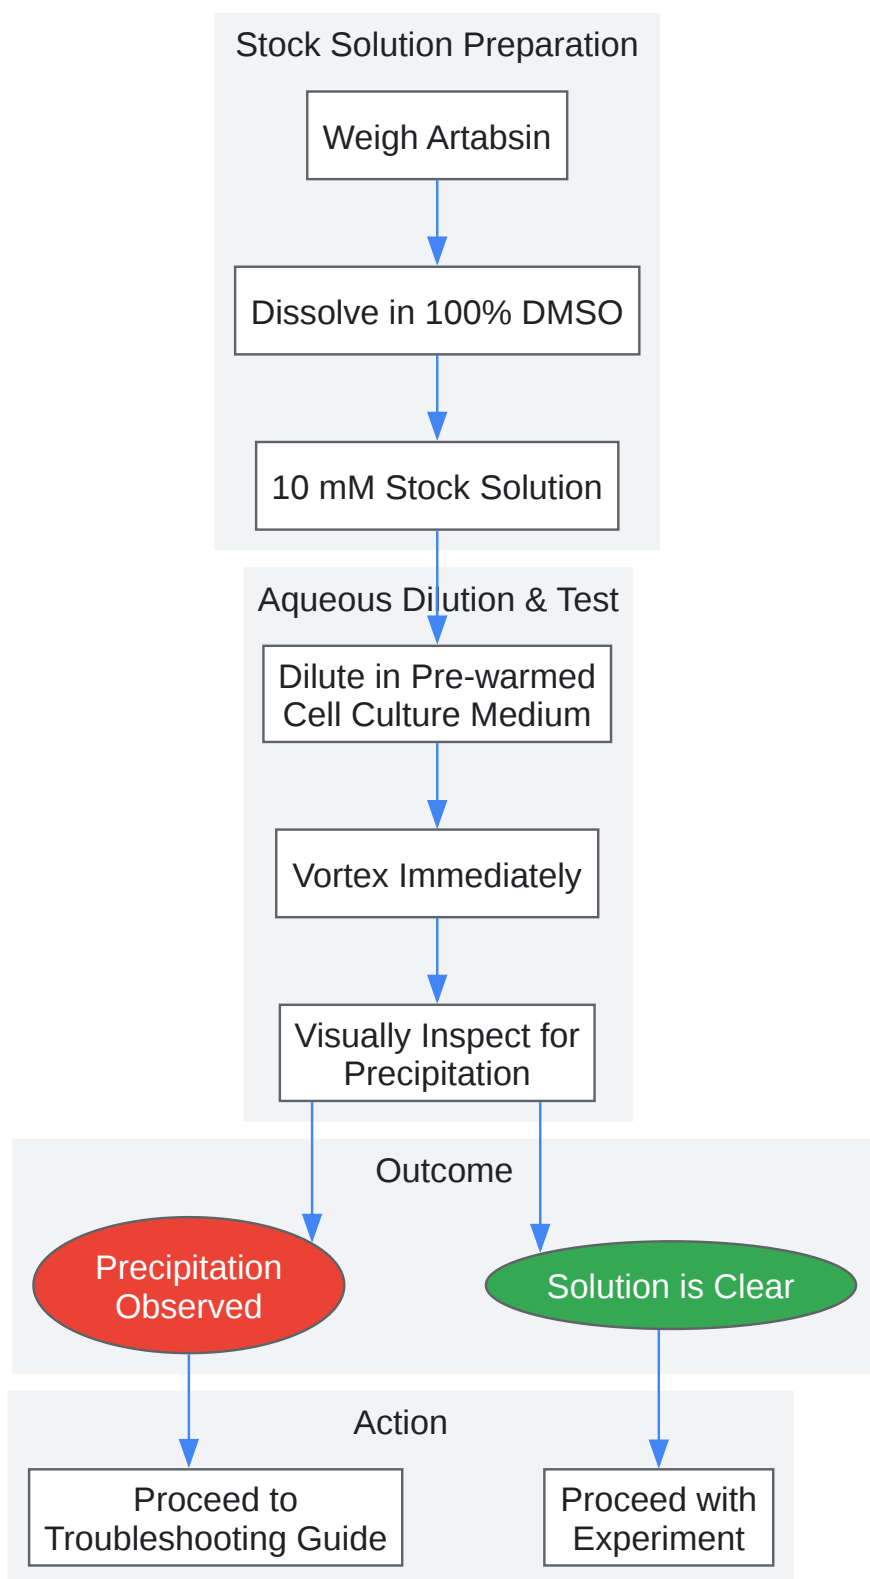 Stock Solution Preparation
Weigh Artabsin
Dissolve in 100% DMSO
10 mM Stock Solution
Aqueous Dilution & Test
Dilute in Pre-warmed
Cell Culture Medium
Vortex Immediately
Visually Inspect for
Precipitation
Outcome
Precipitation
Observed
Solution is Clear
Action
Proceed to
Troubleshooting Guide
Proceed with
Experiment